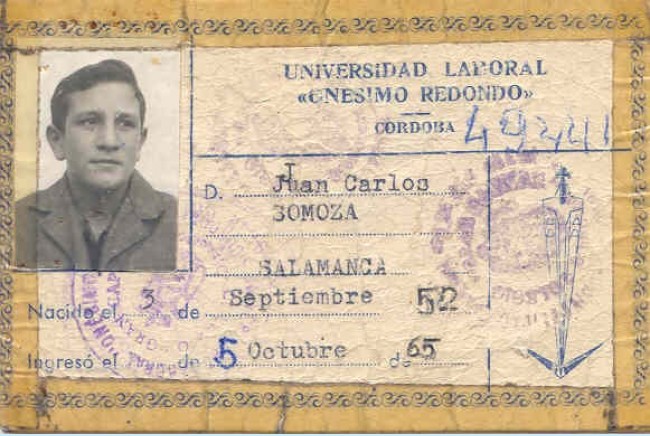 UNIVERSIDAD LABORAL
«ONESIMO REDONDO»
CORDOBA
D. Juan Carlos
SOMOZA
SALAMANCA
Nacido el 3 de Septiembre 52
Ingresó el 5 de Octubre de 65